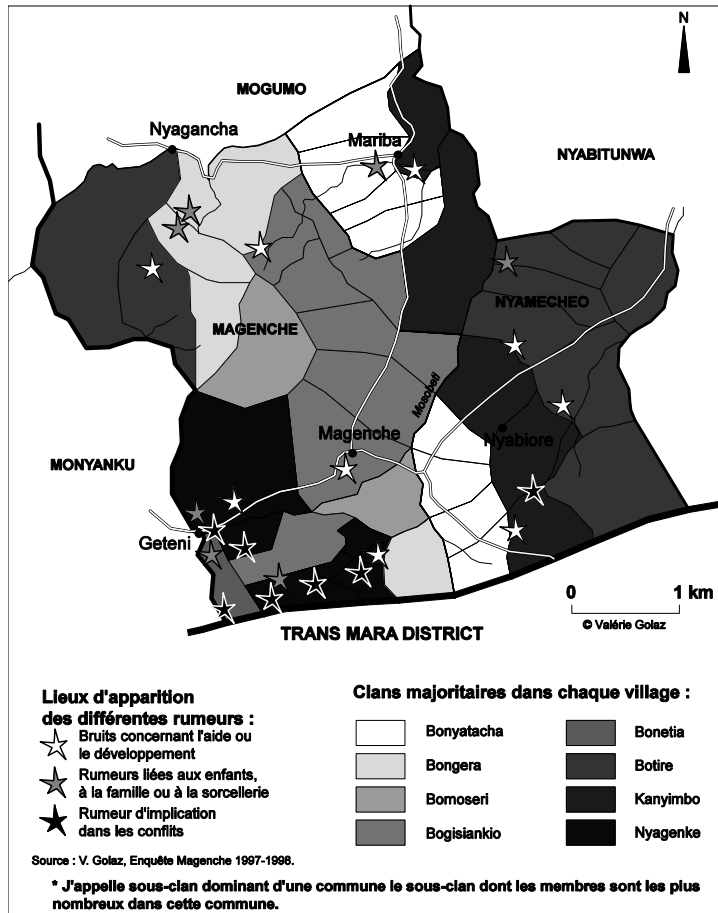 N
MOGUMO
Nyagancha
Mariba
NYABITUNWA
NYAMECHEO
MAGENCHE
Mosobeti
Magenche
Nyabiore
MONYANKU
Geteni
0 1 km
© Valérie Golaz
TRANS MARA DISTRICT
Lieux d'apparition
des différentes rumeurs :
Bruits concernant l'aide ou
le développement
Rumeurs liées aux enfants,
à la famille ou à la sorcellerie
Rumeur d'implication
dans les conflits
Clans majoritaires dans chaque village :
Bonyatacha
Bongera
Bomoseri
Bogisiankio
Bonetia
Botire
Kanyimbo
Nyagenke
Source : V. Golaz, Enquête Magenche 1997-1998.
* J'appelle sous-clan dominant d'une commune le sous-clan dont les membres sont les plus
nombreux dans cette commune.